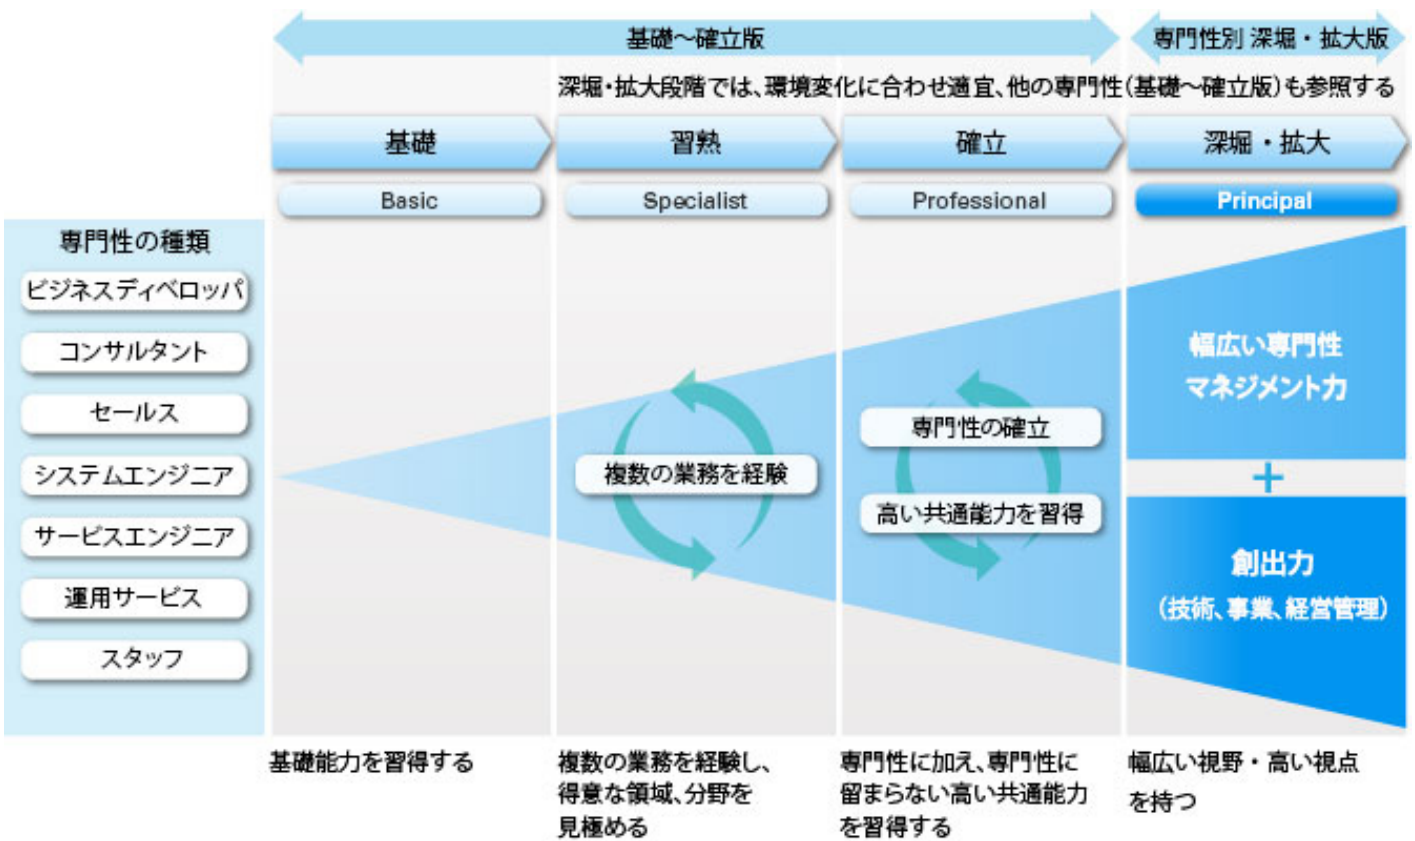 基礎～確立版
専門性別 深堀・拡大版
深堀・拡大段階では、環境変化に合わせ適宜、他の専門性（基礎～確立版）も参照する
基礎
習熟
確立
深堀・拡大
Basic
Specialist
Professional
Principal
専門性の種類
ビジネスディベロッパ
コンサルタント
セールス
システムエンジニア
サービスエンジニア
運用サービス
スタッフ
複数の業務を経験
専門性の確立
高い共通能力を習得
幅広い専門性
マネジメント力
+
創出力
（技術、事業、経営管理）
基礎能力を習得する
複数の業務を経験し、
得意な領域、分野を
見極める
専門性に加え、専門性に
留まらない高い共通能力
を習得する
幅広い視野・高い視点
を持つ